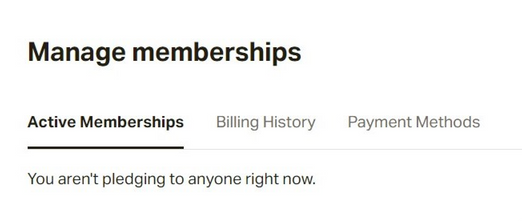 Manage memberships
Active Memberships Billing History Payment Methods
You aren't pledging to anyone right now.